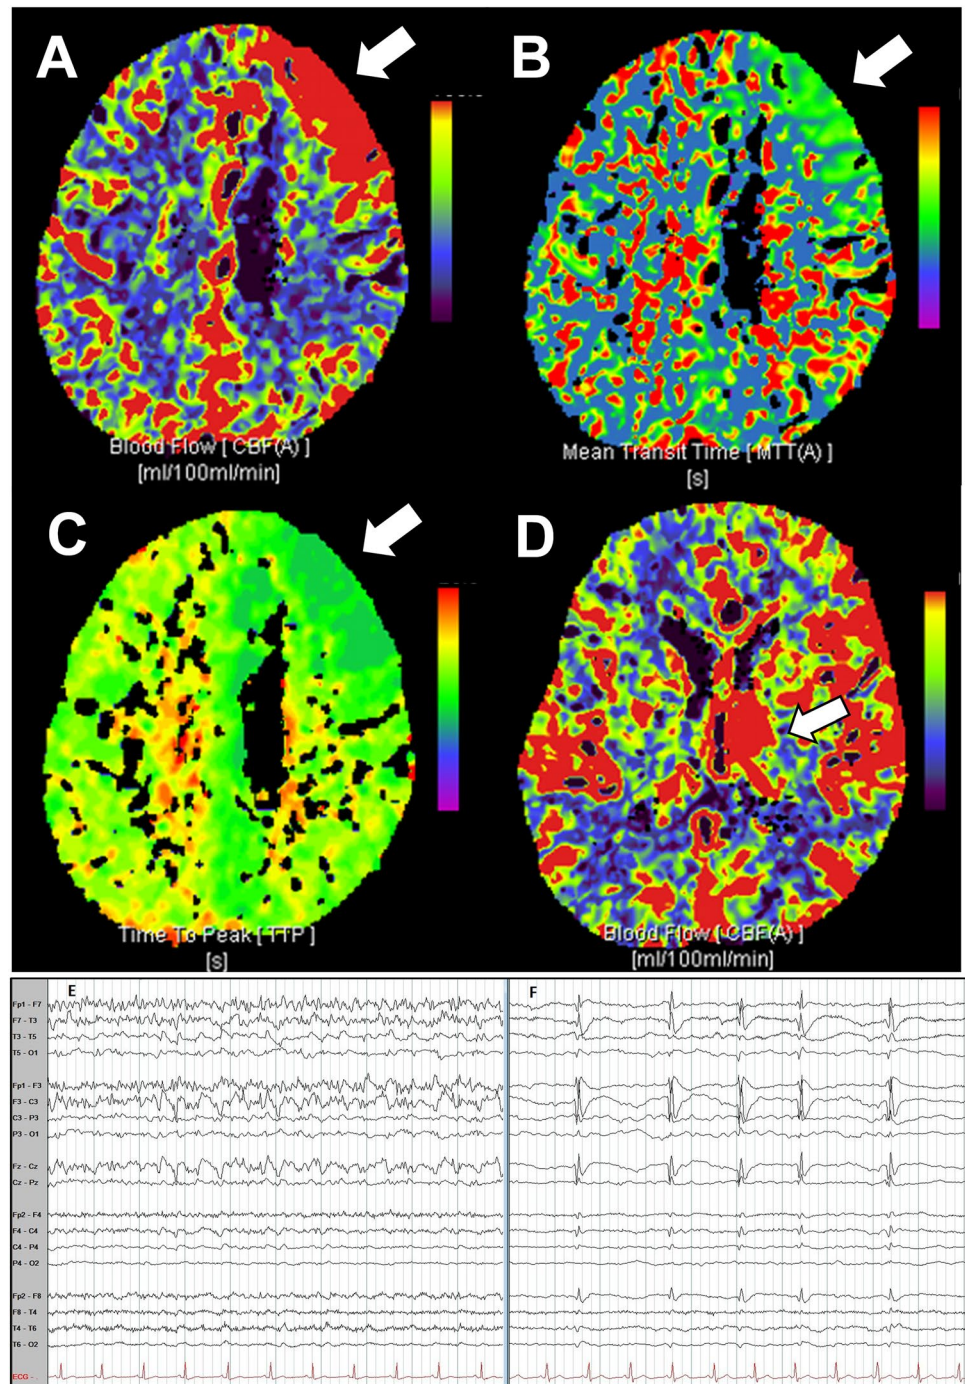 A
B
Blood Flow [ CBF(A) ]
[ml/100ml/min]
Mean Transit Time [ MTT(A) ]
[s]
C
D
Time To Peak [ TTP ]
[s]
Blood Flow [ CBF(A) ]
[ml/100ml/min]
E
F
Fp1 - F7
F7 - T3
T3 - T5
T5 - O1
Fp1 - F3
F3 - C3
C3 - P3
P3 - O1
Fz - Cz
Cz - Pz
Fp2 - F4
F4 - C4
C4 - P4
P4 - O2
Fp2 - F8
F8 - T4
T4 - T6
T6 - O2
ECG -